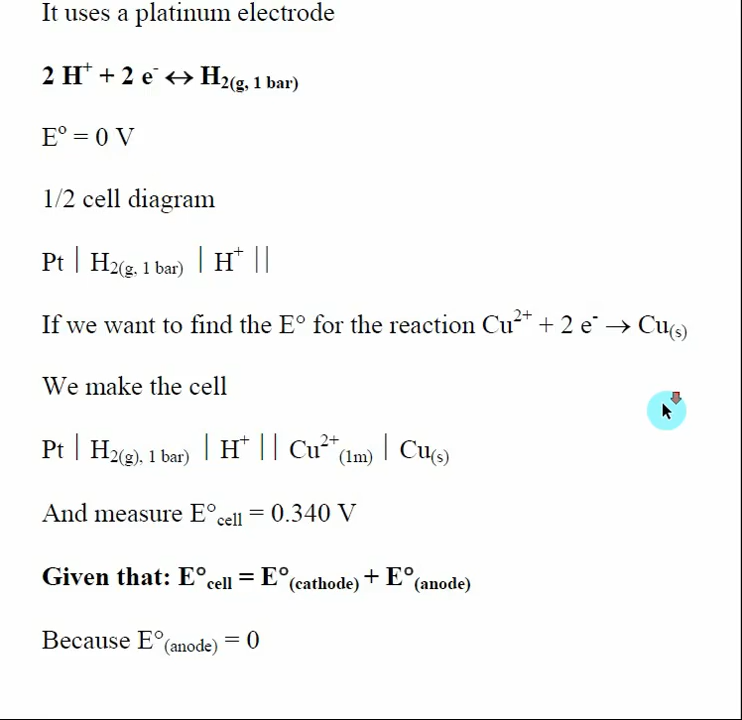 It uses a platinum electrode
2 H⁺ + 2 e⁻ ↔ H₂(g, 1 bar)
E° = 0 V
1/2 cell diagram
Pt | H₂(g, 1 bar) | H⁺ ||
If we want to find the E° for the reaction Cu²⁺ + 2 e⁻ → Cu(s)
We make the cell
Pt | H₂(g), 1 bar) | H⁺ || Cu²⁺(1m) | Cu(s)
And measure E°cell = 0.340 V
Given that: E°cell = E°(cathode) + E°(anode)
Because E°(anode) = 0